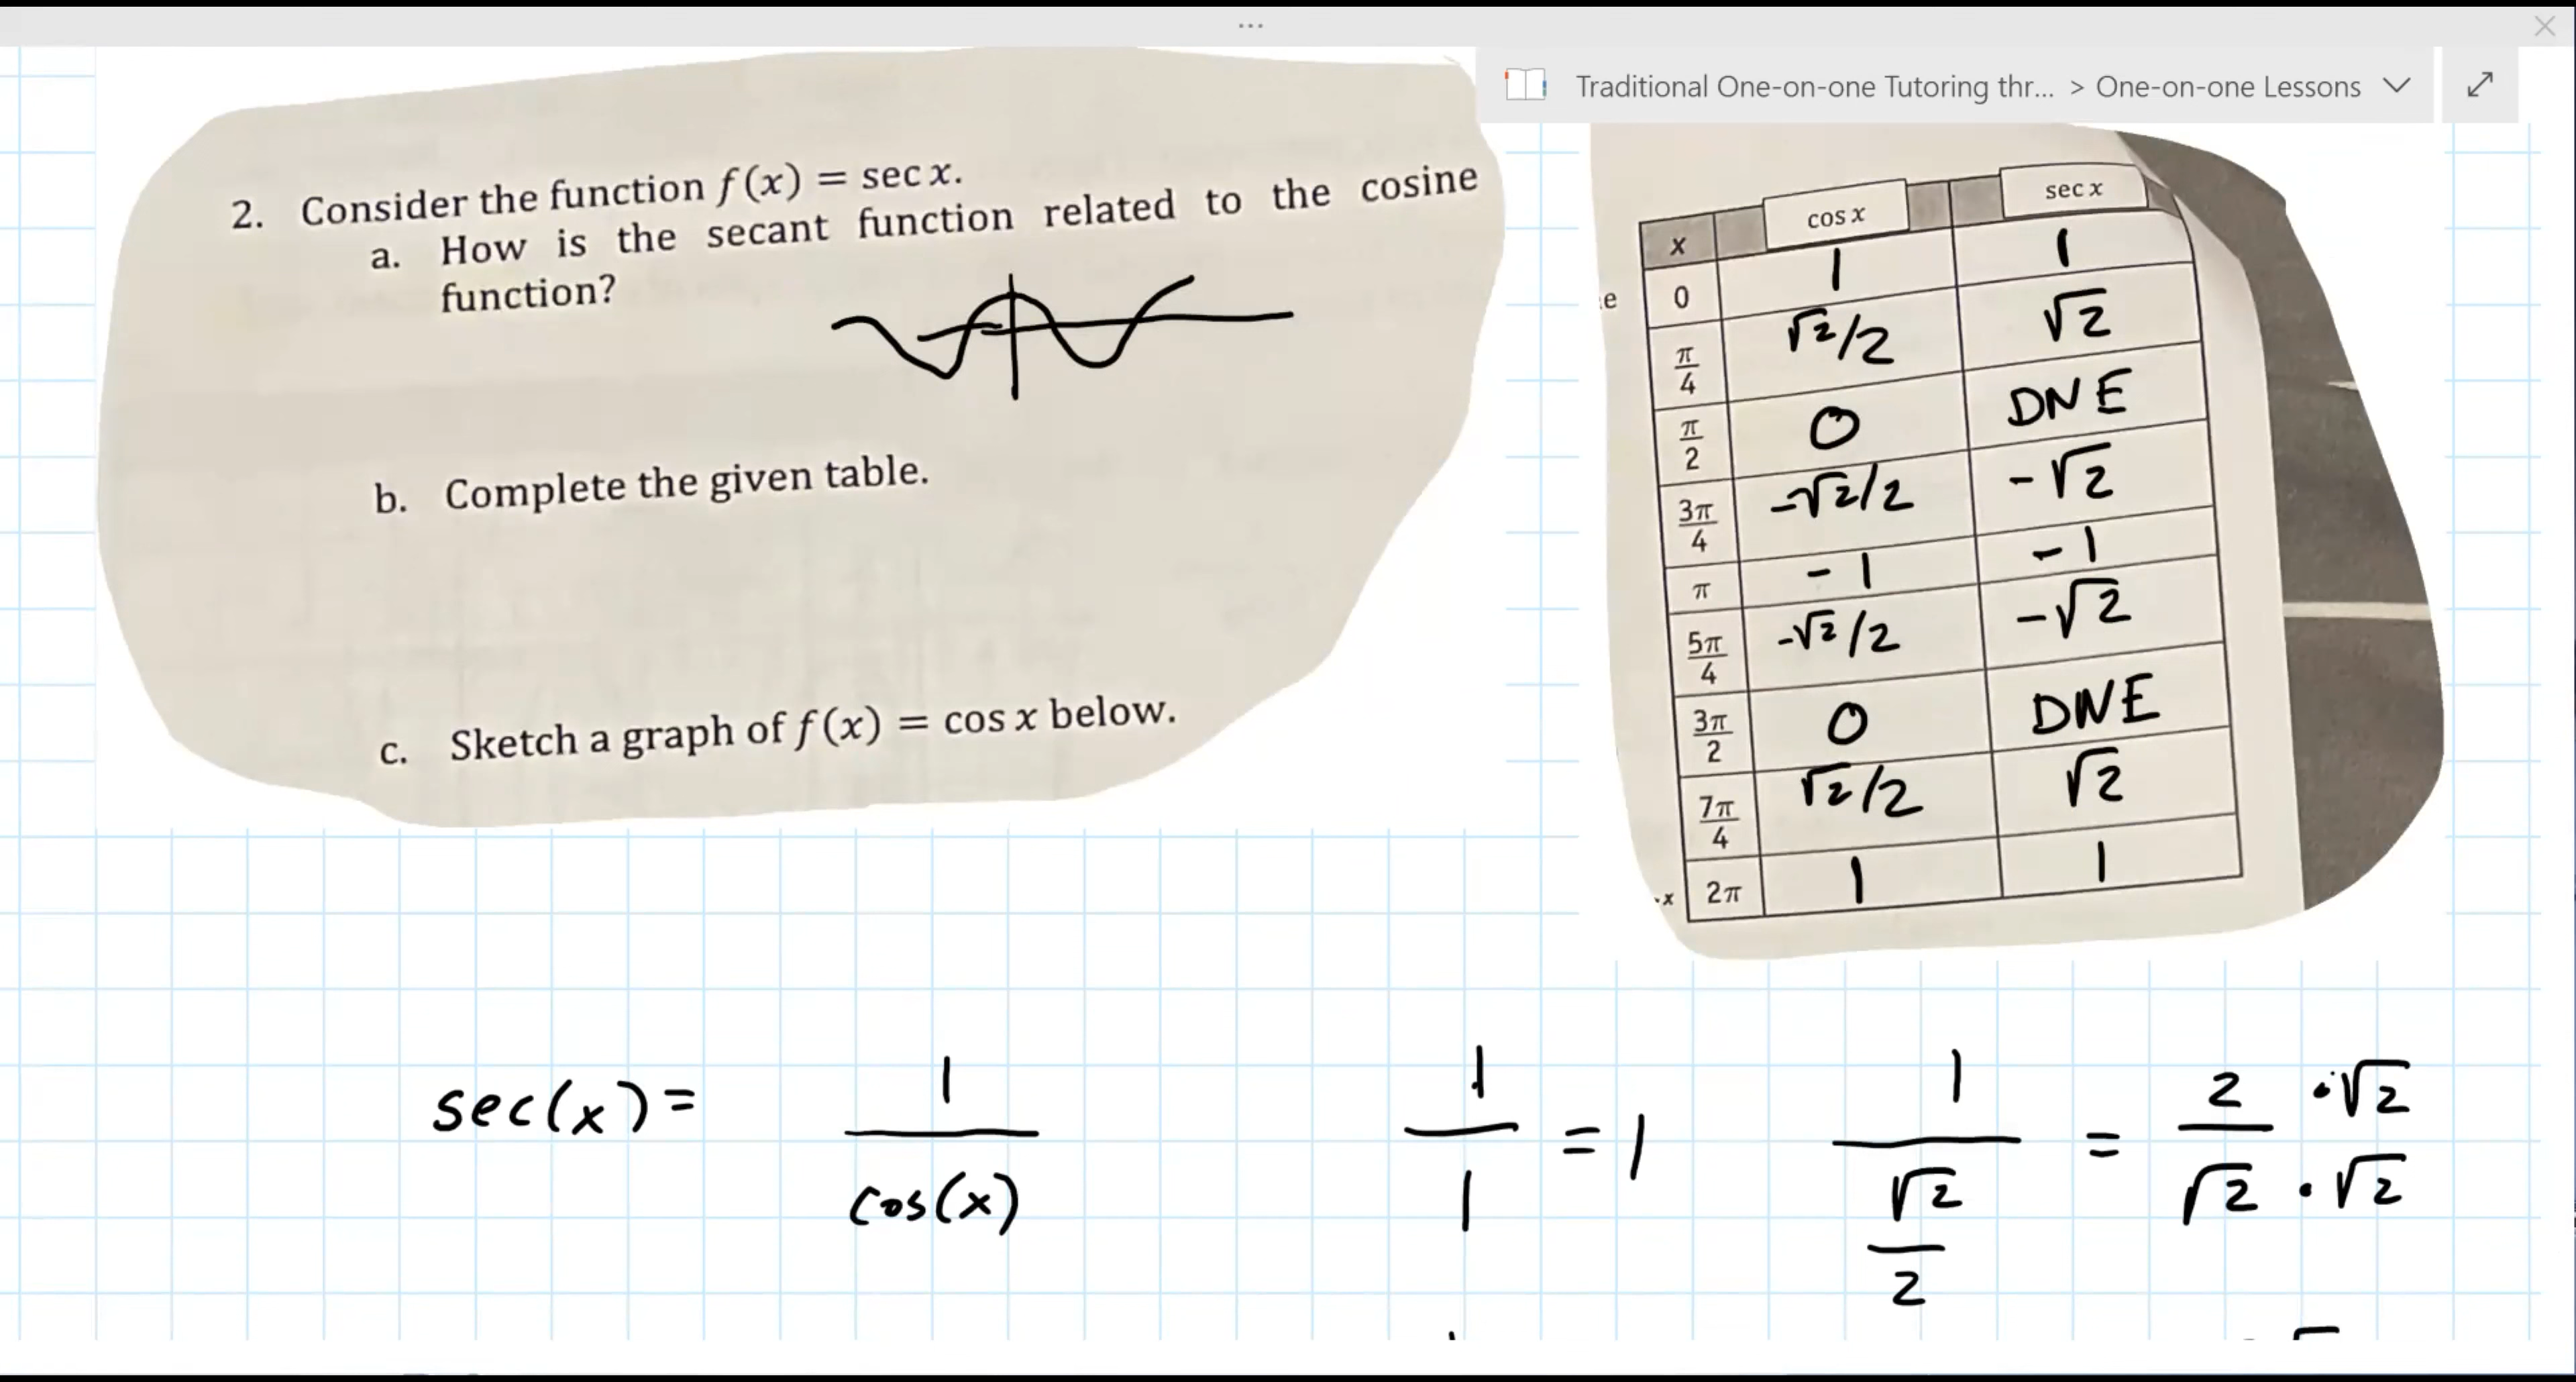 ...
Traditional One-on-one Tutoring thr... > One-on-one Lessons
2. Consider the function f(x) = sec x.
a. How is the secant function related to the cosine
function?
b. Complete the given table.
c. Sketch a graph of f(x) = cos x below.
e
x cos x sec x
0 1 1
π/4 √2/2 √2
π/2 0 DNE
3π/4 -√2/2 -√2
π -1 -1
5π/4 -√2/2 -√2
3π/2 0 DNE
7π/4 √2/2 √2
2π 1 1
x
sec(x) = 1/cos(x)
1/1 = 1
1/(√2/2) = 2·√2/√2·√2